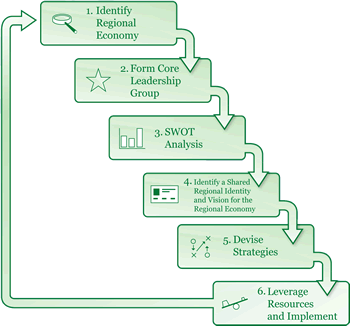 1. Identify
Regional
Economy
2. Form Core
Leadership
Group
3. SWOT
Analysis
4. Identify a Shared
Regional Identity
and Vision for the
Regional Economy
5. Devise
Strategies
6. Leverage
Resources
and Implement